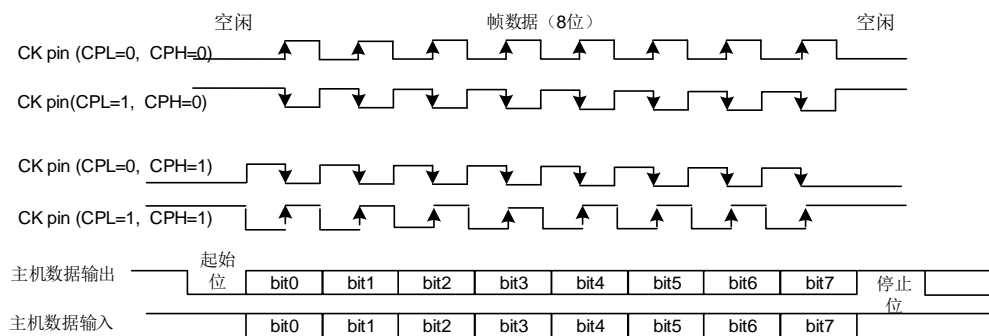 空闲 帧数据（8位） 空闲
CK pin (CPL=0, CPH=0)
CK pin(CPL=1, CPH=0)
CK pin (CPL=0, CPH=1)
CK pin (CPL=1, CPH=1)
主机数据输出 起始位 bit0 bit1 bit2 bit3 bit4 bit5 bit6 bit7 停止位
主机数据输入 bit0 bit1 bit2 bit3 bit4 bit5 bit6 bit7